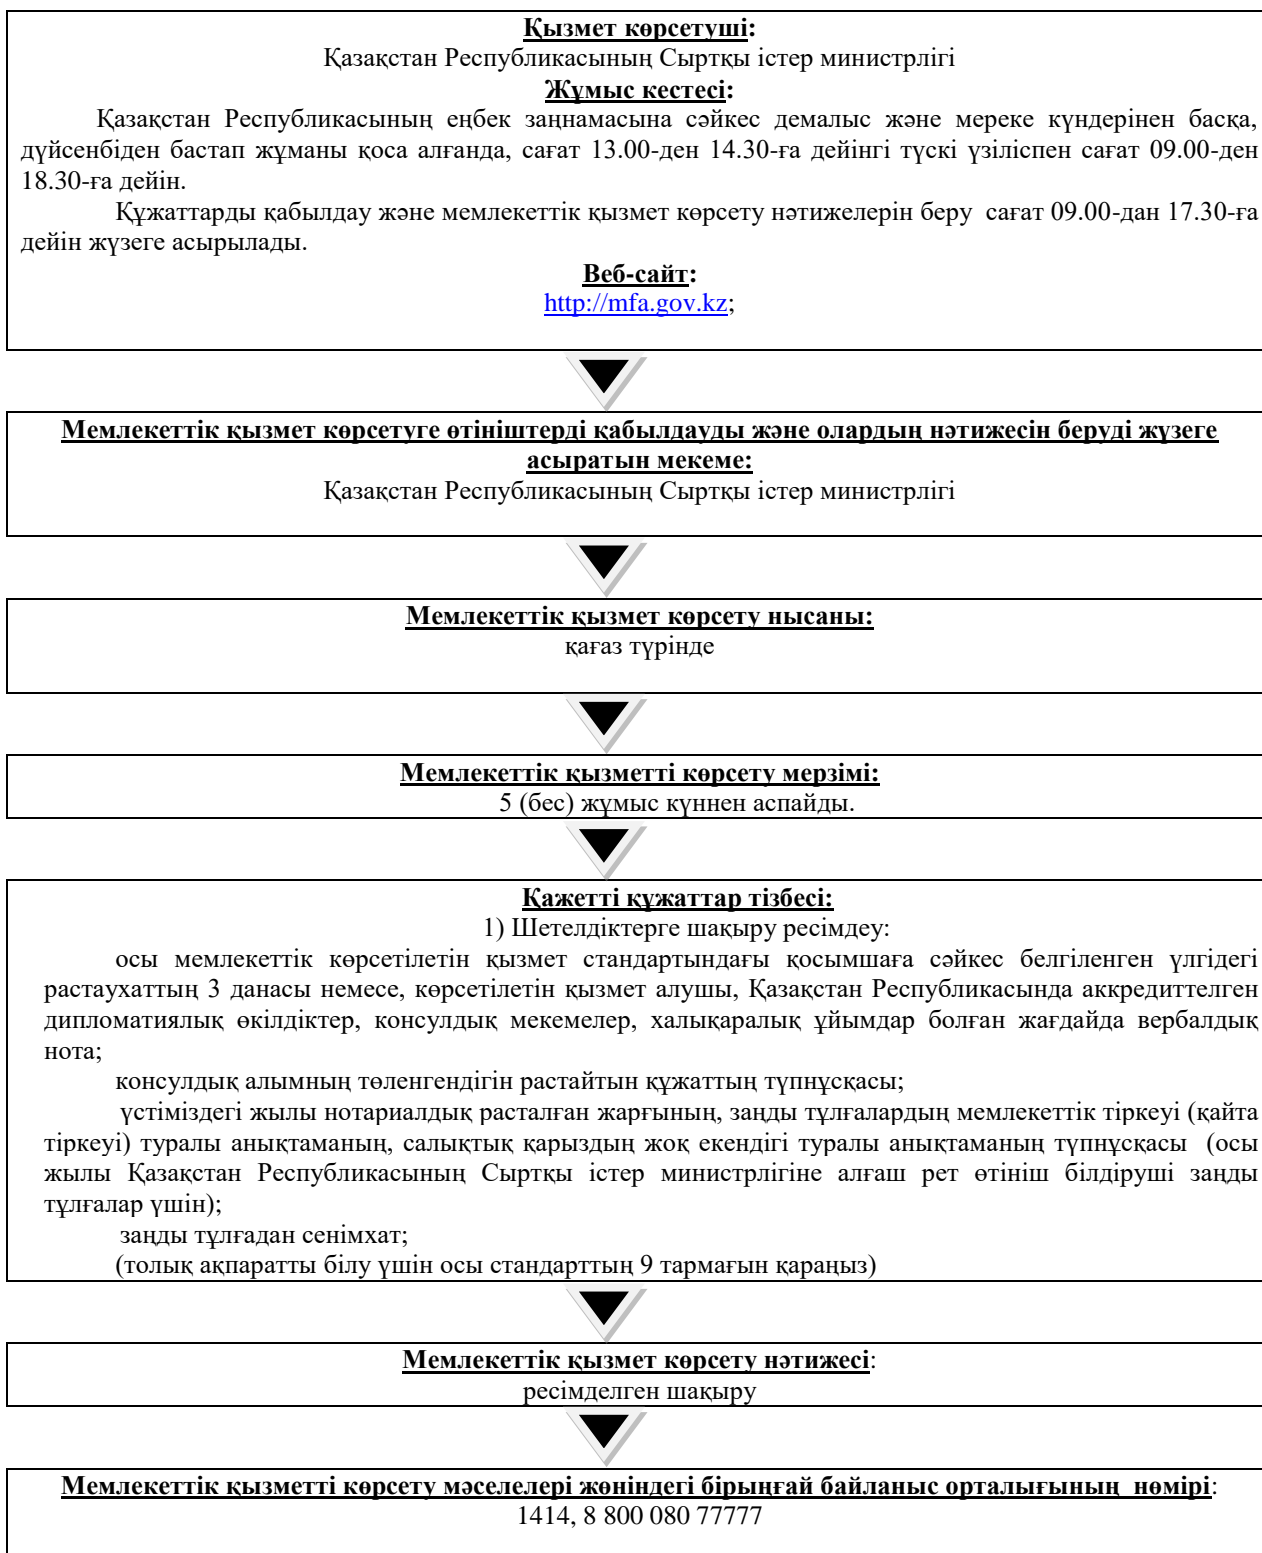 Қызмет көрсетуші:
Қазақстан Республикасының Сыртқы істер министрлігі
Жұмыс кестесі:
Қазақстан Республикасының еңбек заңнамасына сәйкес демалыс және мереке күндерінен басқа,
дүйсенбіден бастап жұманы қоса алғанда, сағат 13.00-ден 14.30-ға дейінгі түскі үзіліспен сағат 09.00-ден
18.30-ға дейін.
Құжаттарды қабылдау және мемлекеттік қызмет көрсету нәтижелерін беру сағат 09.00-дан 17.30-ға
дейін жүзеге асырылады.
Веб-сайт:
http://mfa.gov.kz;
Мемлекеттік қызмет көрсетуге өтініштерді қабылдауды және олардың нәтижесін беруді жүзеге
асыратын мекеме:
Қазақстан Республикасының Сыртқы істер министрлігі
Мемлекеттік қызмет көрсету нысаны:
қағаз түрінде
Мемлекеттік қызметті көрсету мерзімі:
5 (бес) жұмыс күннен аспайды.
Қажетті құжаттар тізбесі:
1) Шетелдіктерге шақыру ресімдеу:
осы мемлекеттік көрсетілетін қызмет стандартындағы қосымшаға сәйкес белгіленген үлгідегі
растаухаттың 3 данасы немесе, көрсетілетін қызмет алушы, Қазақстан Республикасында аккредиттелген
дипломатиялық өкілдіктер, консулдық мекемелер, халықаралық ұйымдар болған жағдайда вербалдық
нота;
консулдық алымның төленгендігін растайтын құжаттың түпнұсқасы;
үстіміздегі жылы нотариалдық расталған жарғының, заңды тұлғалардың мемлекеттік тіркеуі (қайта
тіркеуі) туралы анықтаманың, салықтық қарыздың жоқ екендігі туралы анықтаманың түпнұсқасы (осы
жылы Қазақстан Республикасының Сыртқы істер министрлігіне алғаш рет өтініш білдіруші заңды
тұлғалар үшін);
заңды тұлғадан сенімхат;
(толық ақпаратты білу үшін осы стандарттың 9 тармағын қараңыз)
Мемлекеттік қызмет көрсету нәтижесі:
ресімделген шақыру
Мемлекеттік қызметті көрсету мәселелері жөніндегі бірыңғай байланыс орталығының нөмірі:
1414, 8 800 080 77777